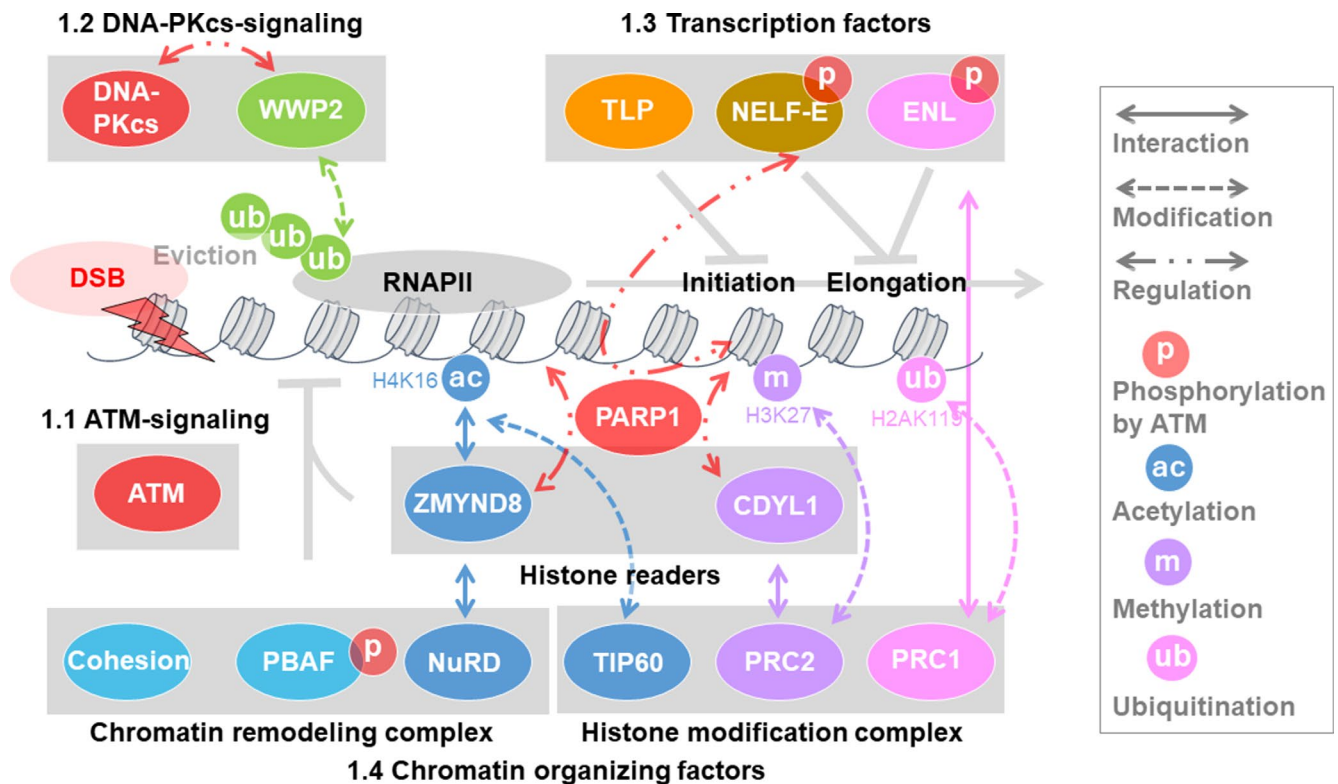 1.2 DNA-PKcs-signaling
1.3 Transcription factors
DNA-
PKcs
WWP2
TLP
NELF-E
p
ENL
p
ub
ub
ub
Eviction
DSB
RNAPII
Initiation
Elongation
H4K16
ac
m
H3K27
ub
H2AK119
PARP1
1.1 ATM-signaling
ATM
ZMYND8
CDYL1
Histone readers
Cohesion
PBAF
p
NuRD
TIP60
PRC2
PRC1
Chromatin remodeling complex
Histone modification complex
1.4 Chromatin organizing factors
Interaction
Modification
Regulation
p
Phosphorylation
by ATM
ac
Acetylation
m
Methylation
ub
Ubiquitination